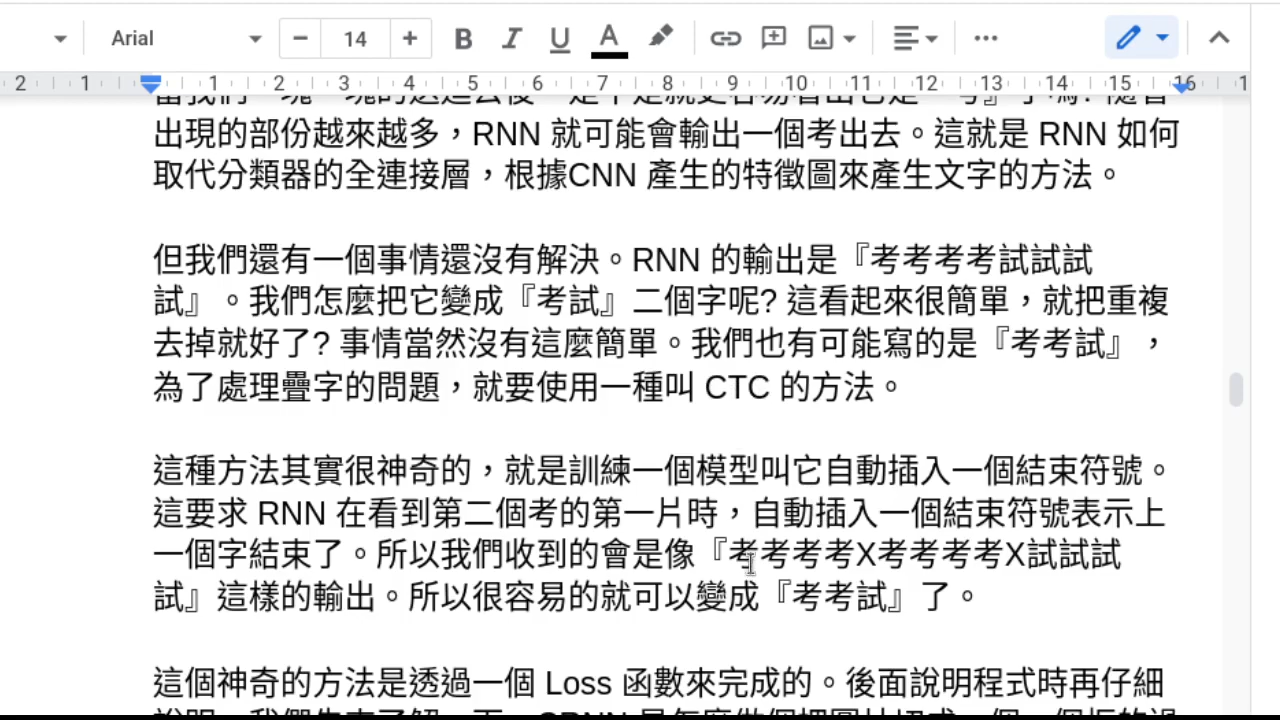 Arial
14
2 1 1 2 3 4 5 6 7 8 9 10 11 12 13 14 15 16 1
出現的部份越來越多，RNN 就可能會輸出一個考出去。這就是 RNN 如何
取代分類器的全連接層，根據CNN 產生的特徵圖來產生文字的方法。
但我們還有一個事情還沒有解決。RNN 的輸出是『考考考考試試試
試』。我們怎麼把它變成『考試』二個字呢? 這看起來很簡單，就把重複
去掉就好了? 事情當然沒有這麼簡單。我們也有可能寫的是『考考試』，
為了處理疊字的問題，就要使用一種叫 CTC 的方法。
這種方法其實很神奇的，就是訓練一個模型叫它自動插入一個結束符號。
這要求 RNN 在看到第二個考的第一片時，自動插入一個結束符號表示上
一個字結束了。所以我們收到的會是像『考考考考X考考考考X試試試
試』這樣的輸出。所以很容易的就可以變成『考考試』了。
這個神奇的方法是透過一個 Loss 函數來完成的。後面說明程式時再仔細